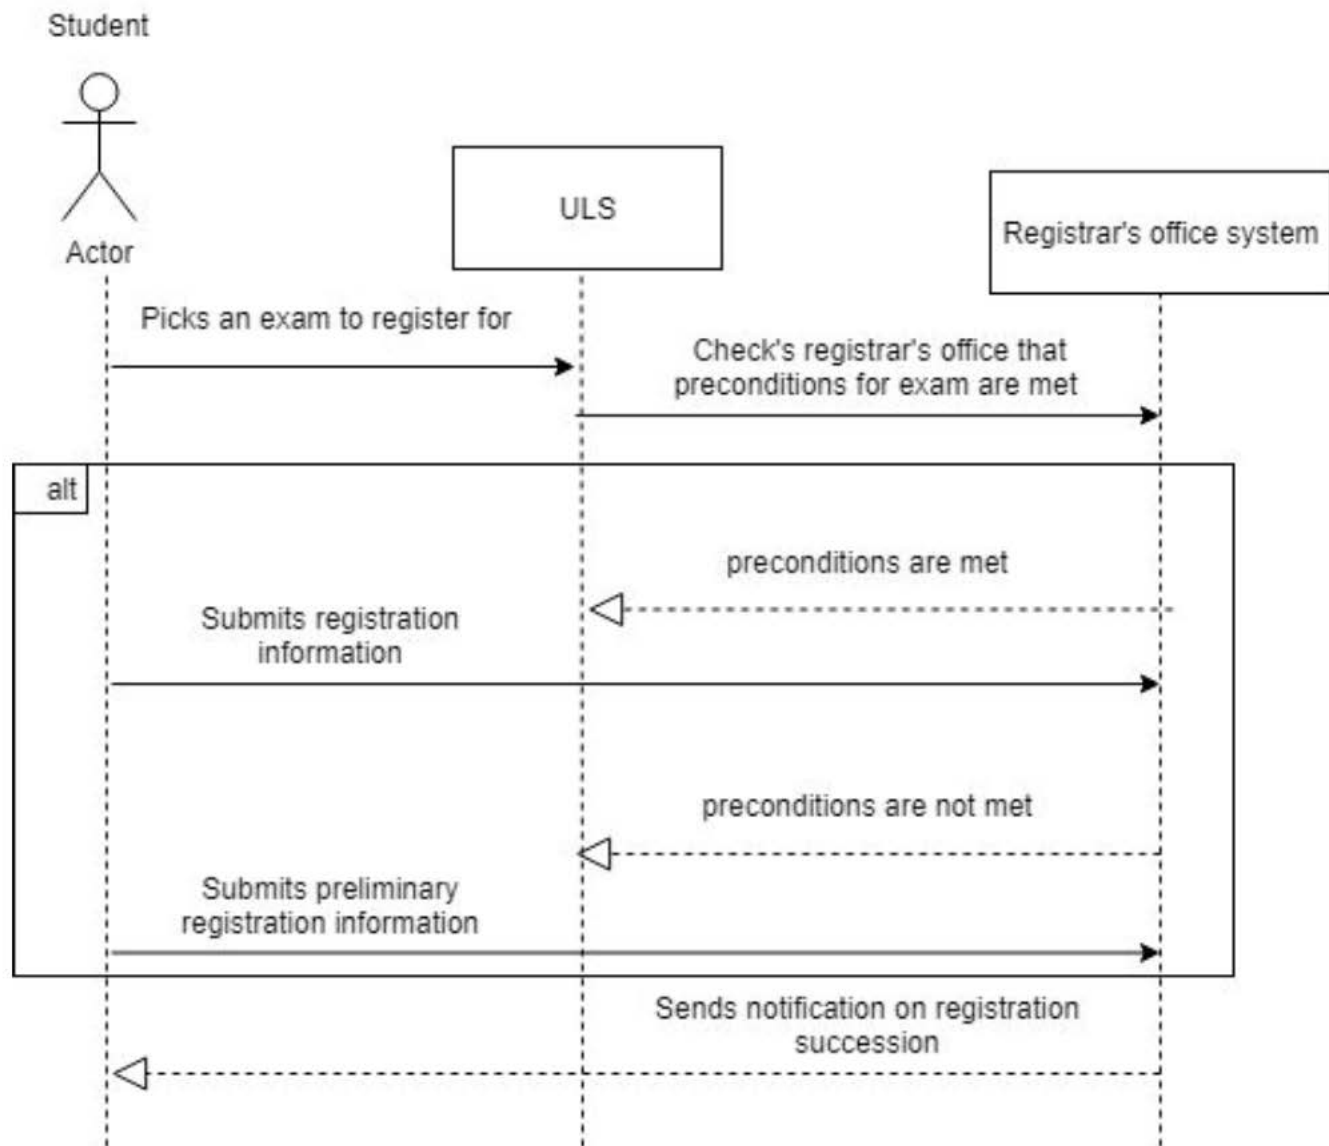 Student
Actor
ULS
Registrar's office system
Picks an exam to register for
Check's registrar's office that
preconditions for exam are met
alt
preconditions are met
Submits registration
information
preconditions are not met
Submits preliminary
registration information
Sends notification on registration
succession